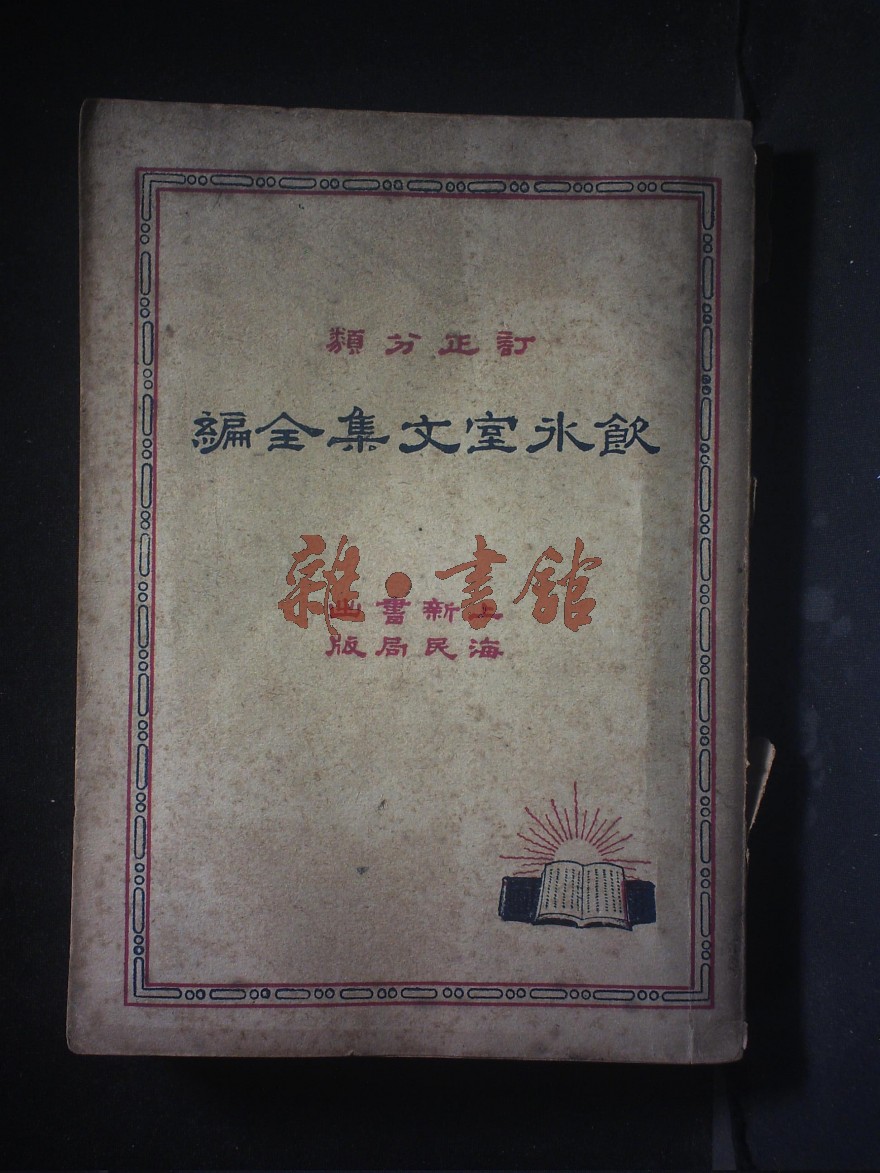 訂正分類
飲氷室文集全編
雜·書館
上海新民書局出版